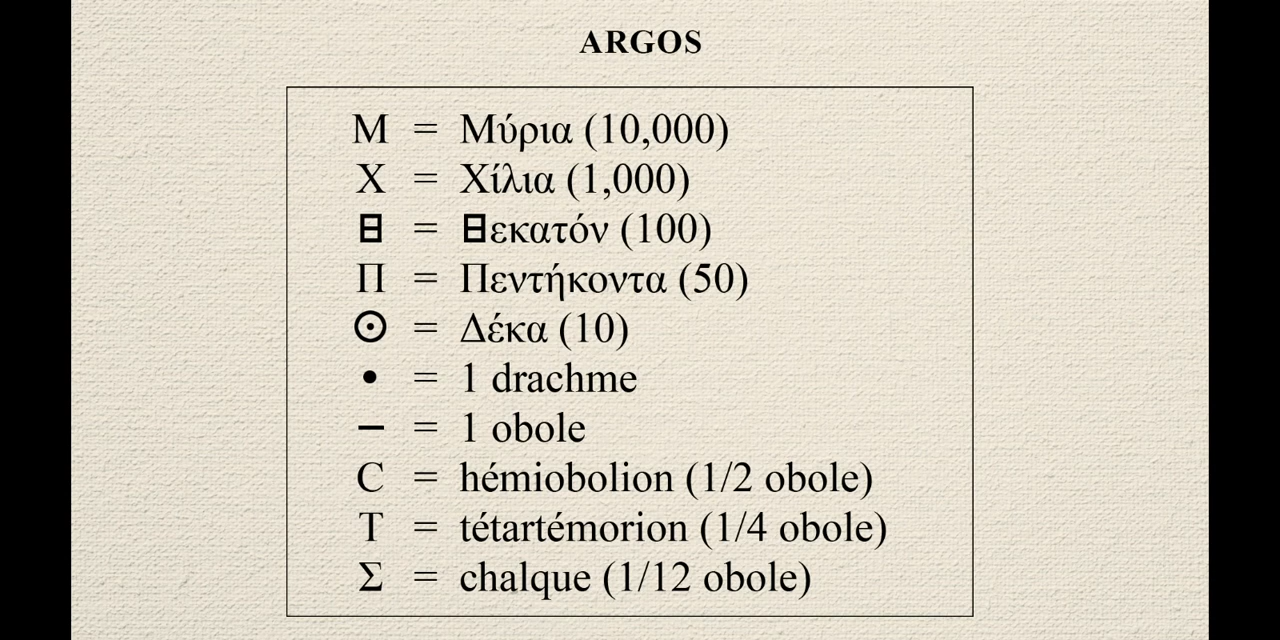 ARGOS
Μ = Μύρια (10,000)
Χ = Χίλια (1,000)
𐌇 = 𐌇εκατόν (100)
Π = Πεντήκοντα (50)
⊙ = Δέκα (10)
• = 1 drachme
– = 1 obole
C = hémiobolion (1/2 obole)
T = tétartémorion (1/4 obole)
Σ = chalque (1/12 obole)